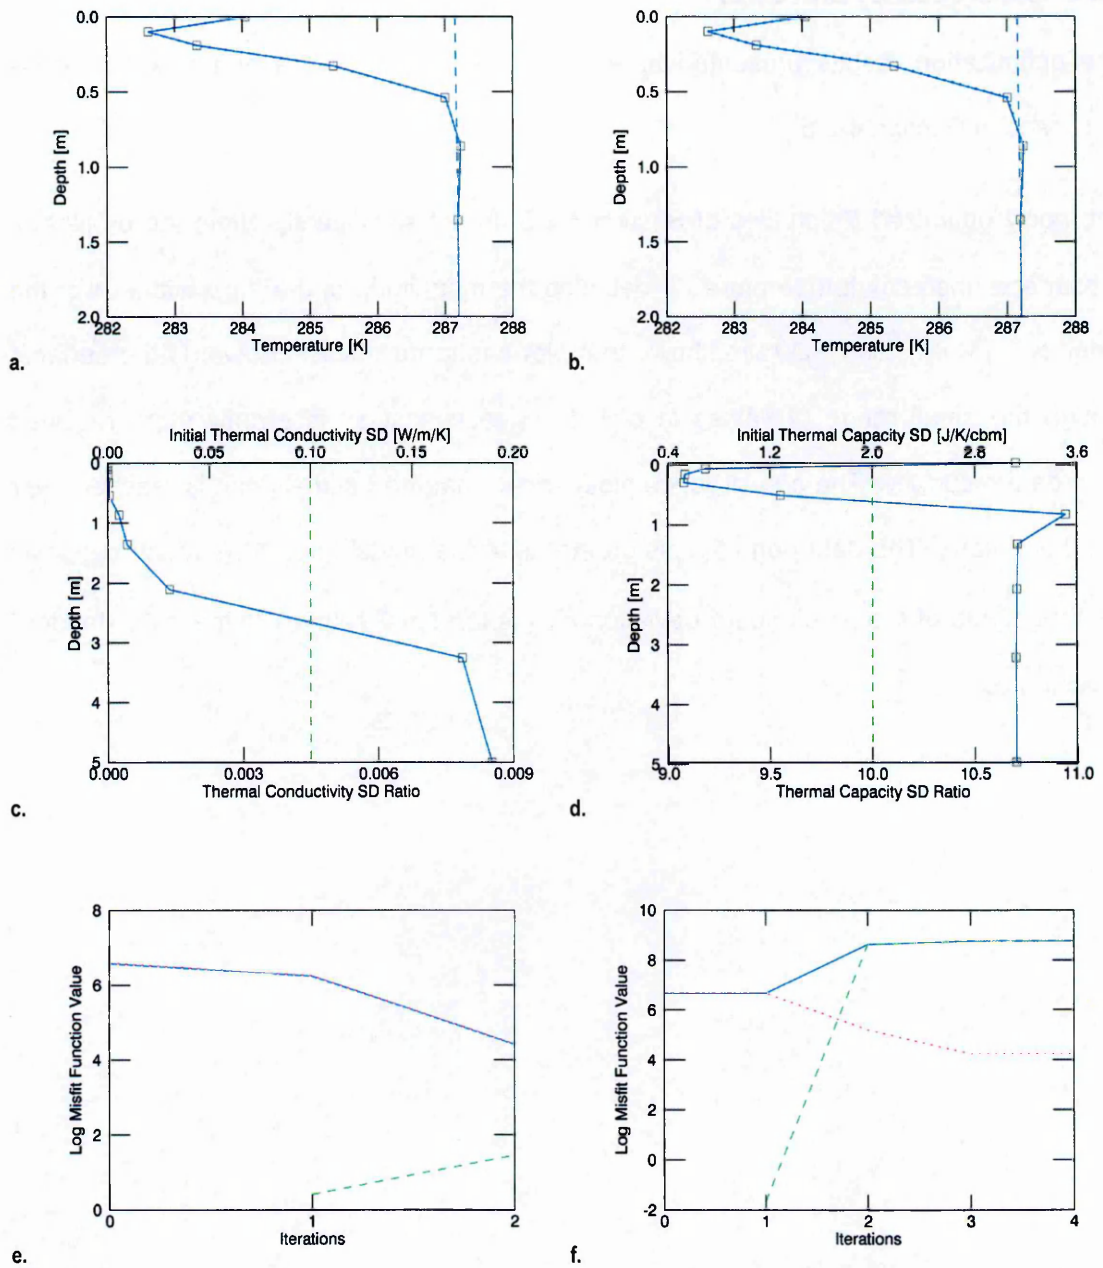 0.0
0.5
1.0
1.5
2.0
Depth [m]
282 283 284 285 286 287 288
Temperature [K]
a.
0.0
0.5
1.0
1.5
2.0
Depth [m]
282 283 284 285 286 287 288
Temperature [K]
b.
Initial Thermal Conductivity SD [W/m/K]
0.00 0.05 0.10 0.15 0.20
0
1
2
3
4
5
Depth [m]
0.000 0.003 0.006 0.009
Thermal Conductivity SD Ratio
c.
Initial Thermal Capacity SD [J/K/cbm]
0.4 1.2 2.0 2.8 3.6
0
1
2
3
4
5
Depth [m]
9.0 9.5 10.0 10.5 11.0
Thermal Capacity SD Ratio
d.
8
6
4
2
0
Log Misfit Function Value
0 1 2
Iterations
e.
10
8
6
4
2
0
-2
Log Misfit Function Value
0 1 2 3 4
Iterations
f.